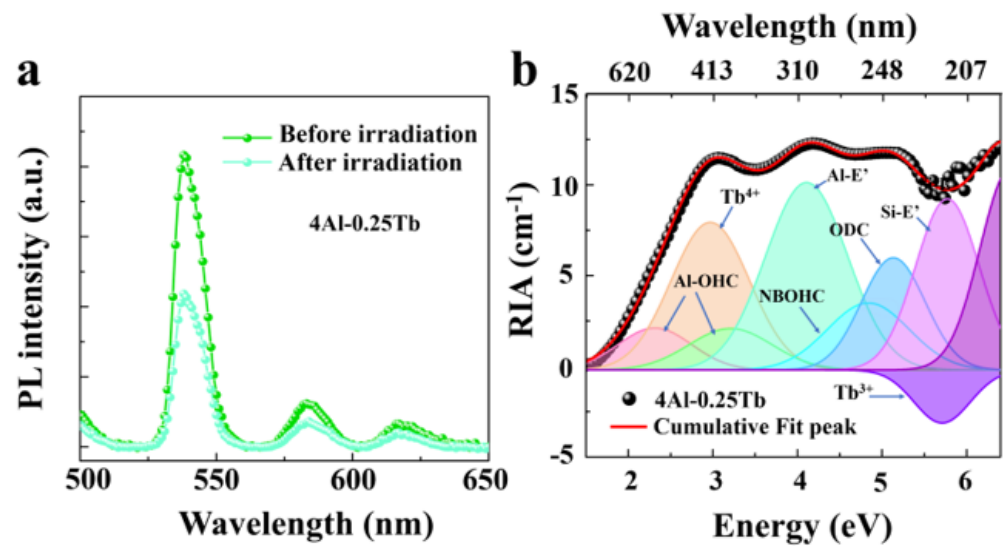 a
PL intensity (a.u.)
Before irradiation
After irradiation
4Al-0.25Tb
500
550
600
650
Wavelength (nm)
b
Wavelength (nm)
620
413
310
248
207
RIA (cm⁻¹)
15
10
5
0
-5
Tb⁴⁺
Al-E’
Si-E’
ODC
Al-OHC
NBOHC
Tb³⁺
4Al-0.25Tb
Cumulative Fit peak
2
3
4
5
6
Energy (eV)